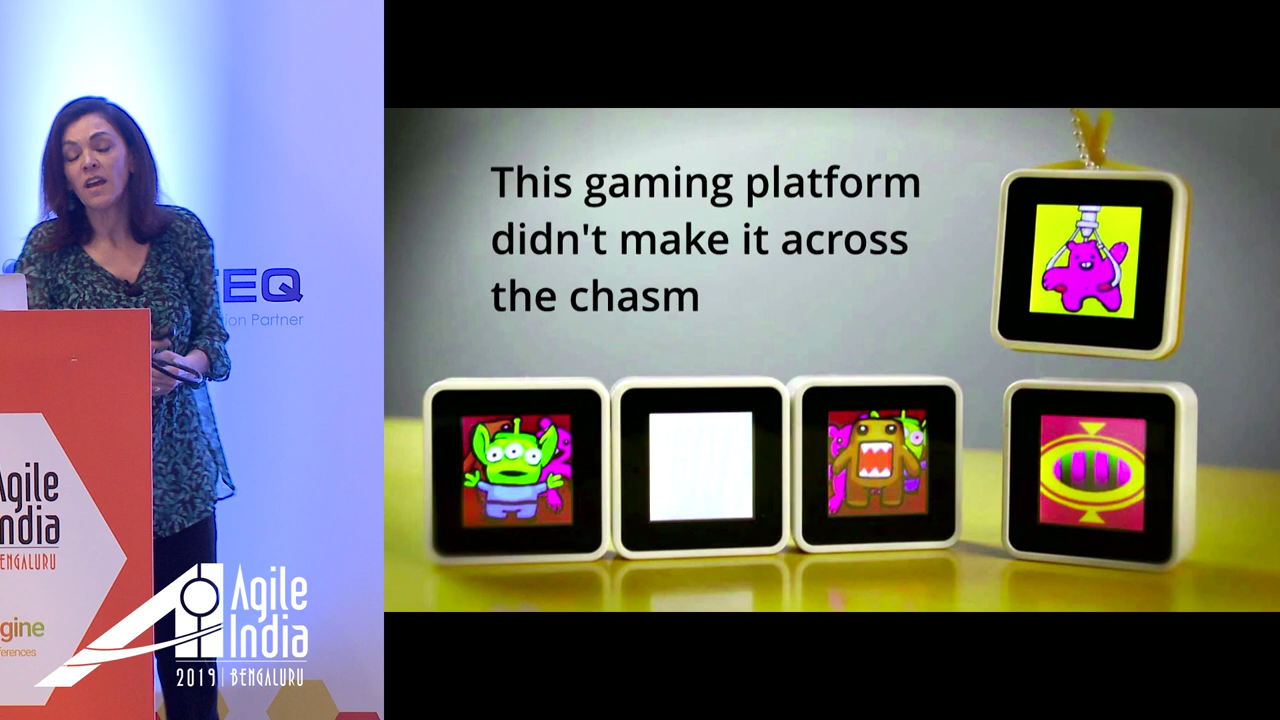 This gaming platform
didn't make it across
the chasm
EQ
ion Partner
Agile
India
BENGALURU
gine
ferences
Agile
India
2019 | BENGALURU